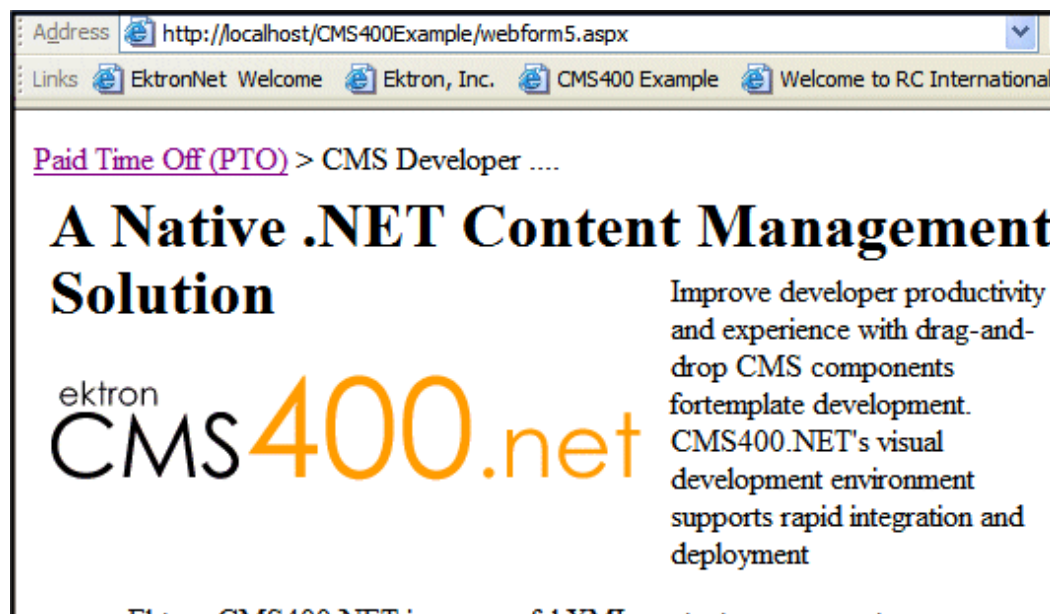 Address http://localhost/CMS400Example/webform5.aspx
Links EktronNet Welcome Ektron, Inc. CMS400 Example Welcome to RC International
Paid Time Off (PTO) > CMS Developer ....
A Native .NET Content Management
Solution
Improve developer productivity
and experience with drag-and-
drop CMS components
fortemplate development.
CMS400.NET's visual
development environment
supports rapid integration and
deployment
ektron
CMS400.net